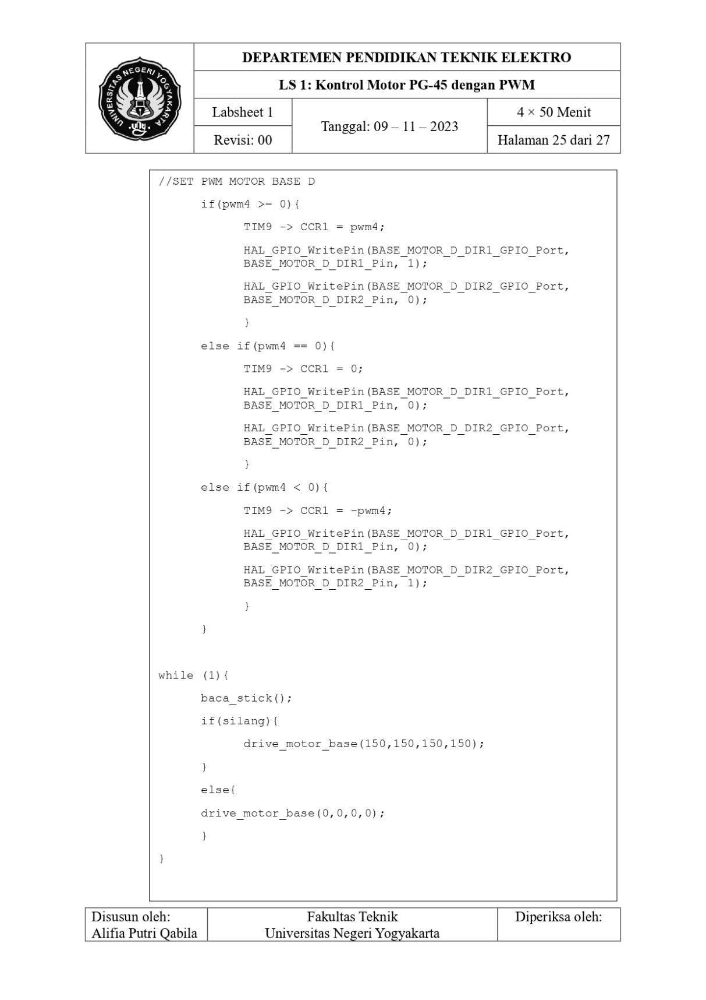 UNIVERSITAS NEGERI YOGYAKARTA
uny
DEPARTEMEN PENDIDIKAN TEKNIK ELEKTRO
LS 1: Kontrol Motor PG-45 dengan PWM
Labsheet 1
Tanggal: 09 – 11 – 2023
4 × 50 Menit
Revisi: 00
Halaman 25 dari 27
//SET PWM MOTOR BASE D
if(pwm4 >= 0){
TIM9 -> CCR1 = pwm4;
HAL_GPIO_WritePin(BASE_MOTOR_D_DIR1_GPIO_Port,
BASE_MOTOR_D_DIR1_Pin, 1);
HAL_GPIO_WritePin(BASE_MOTOR_D_DIR2_GPIO_Port,
BASE_MOTOR_D_DIR2_Pin, 0);
}
else if(pwm4 == 0){
TIM9 -> CCR1 = 0;
HAL_GPIO_WritePin(BASE_MOTOR_D_DIR1_GPIO_Port,
BASE_MOTOR_D_DIR1_Pin, 0);
HAL_GPIO_WritePin(BASE_MOTOR_D_DIR2_GPIO_Port,
BASE_MOTOR_D_DIR2_Pin, 0);
}
else if(pwm4 < 0){
TIM9 -> CCR1 = -pwm4;
HAL_GPIO_WritePin(BASE_MOTOR_D_DIR1_GPIO_Port,
BASE_MOTOR_D_DIR1_Pin, 0);
HAL_GPIO_WritePin(BASE_MOTOR_D_DIR2_GPIO_Port,
BASE_MOTOR_D_DIR2_Pin, 1);
}
}
while (1){
baca_stick();
if(silang){
drive_motor_base(150,150,150,150);
}
else{
drive_motor_base(0,0,0,0);
}
}
Disusun oleh:
Alifia Putri Qabila
Fakultas Teknik
Universitas Negeri Yogyakarta
Diperiksa oleh: